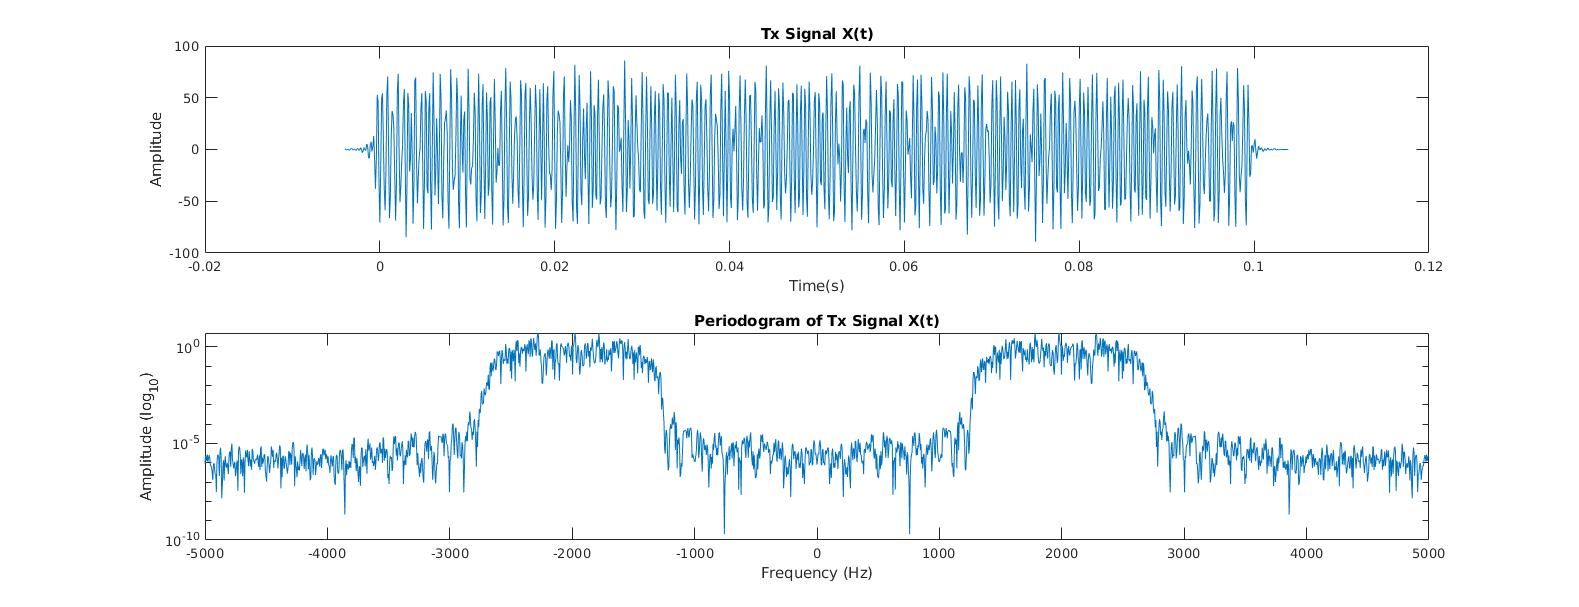 Tx Signal X(t)
100
50
0
-50
-100
Amplitude
-0.02 0 0.02 0.04 0.06 0.08 0.1 0.12
Time(s)
Periodogram of Tx Signal X(t)
10^0
10^-5
10^-10
Amplitude (log_10)
-5000 -4000 -3000 -2000 -1000 0 1000 2000 3000 4000 5000
Frequency (Hz)